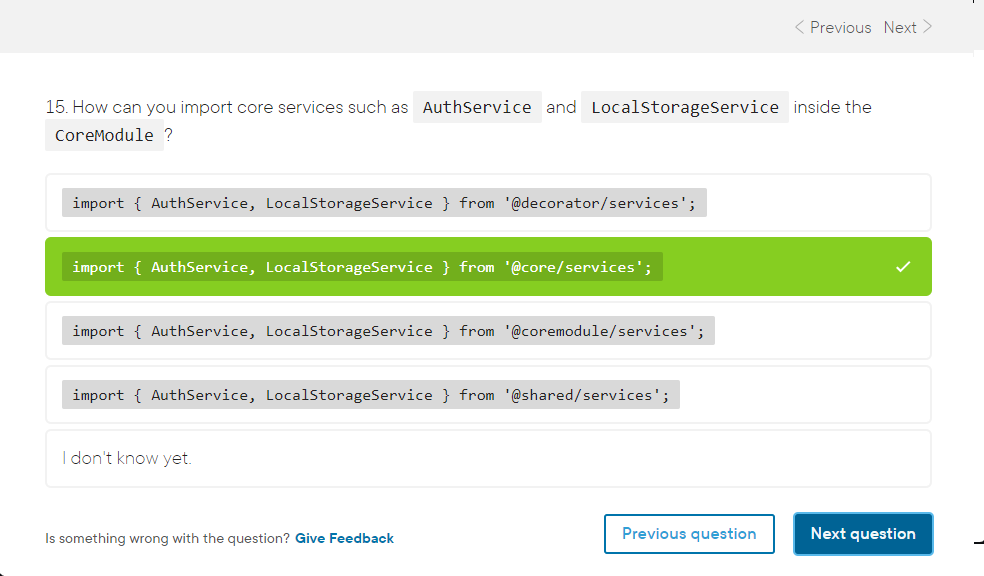 Previous Next
15. How can you import core services such as AuthService and LocalStorageService inside the
CoreModule ?
import { AuthService, LocalStorageService } from '@decorator/services';
import { AuthService, LocalStorageService } from '@core/services';
import { AuthService, LocalStorageService } from '@coremodule/services';
import { AuthService, LocalStorageService } from '@shared/services';
I don't know yet.
Is something wrong with the question? Give Feedback
Previous question
Next question